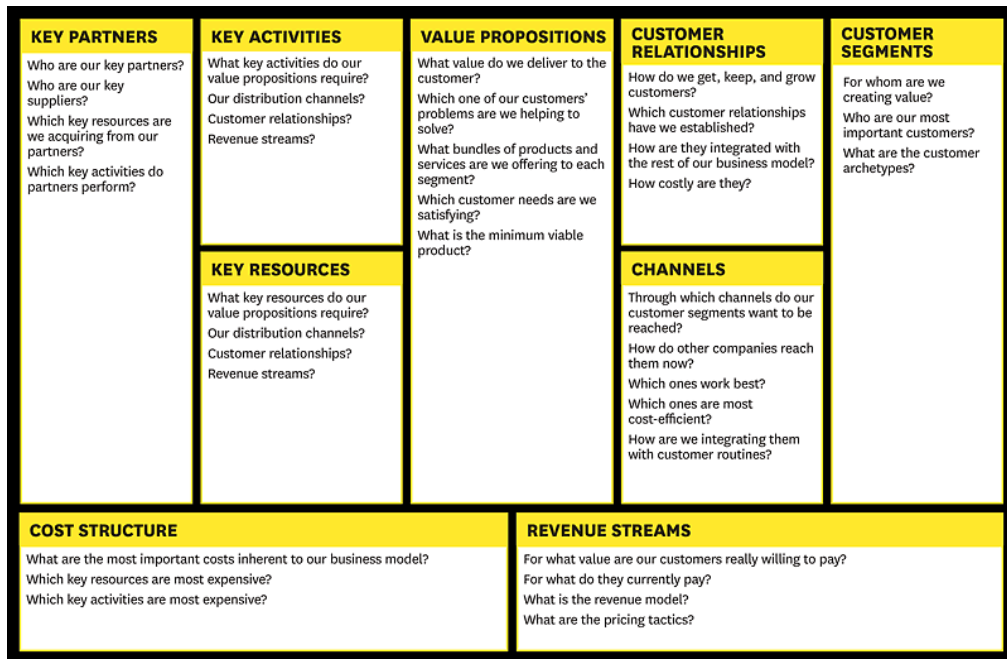 KEY PARTNERS
Who are our key partners?
Who are our key
suppliers?
Which key resources are
we acquiring from our
partners?
Which key activities do
partners perform?
KEY ACTIVITIES
What key activities do our
value propositions require?
Our distribution channels?
Customer relationships?
Revenue streams?
KEY RESOURCES
What key resources do our
value propositions require?
Our distribution channels?
Customer relationships?
Revenue streams?
VALUE PROPOSITIONS
What value do we deliver to the
customer?
Which one of our customers’
problems are we helping to
solve?
What bundles of products and
services are we offering to each
segment?
Which customer needs are we
satisfying?
What is the minimum viable
product?
CUSTOMER
RELATIONSHIPS
How do we get, keep, and grow
customers?
Which customer relationships
have we established?
How are they integrated with
the rest of our business model?
How costly are they?
CHANNELS
Through which channels do our
customer segments want to be
reached?
How do other companies reach
them now?
Which ones work best?
Which ones are most
cost-efficient?
How are we integrating them
with customer routines?
CUSTOMER
SEGMENTS
For whom are we
creating value?
Who are our most
important customers?
What are the customer
archetypes?
COST STRUCTURE
What are the most important costs inherent to our business model?
Which key resources are most expensive?
Which key activities are most expensive?
REVENUE STREAMS
For what value are our customers really willing to pay?
For what do they currently pay?
What is the revenue model?
What are the pricing tactics?